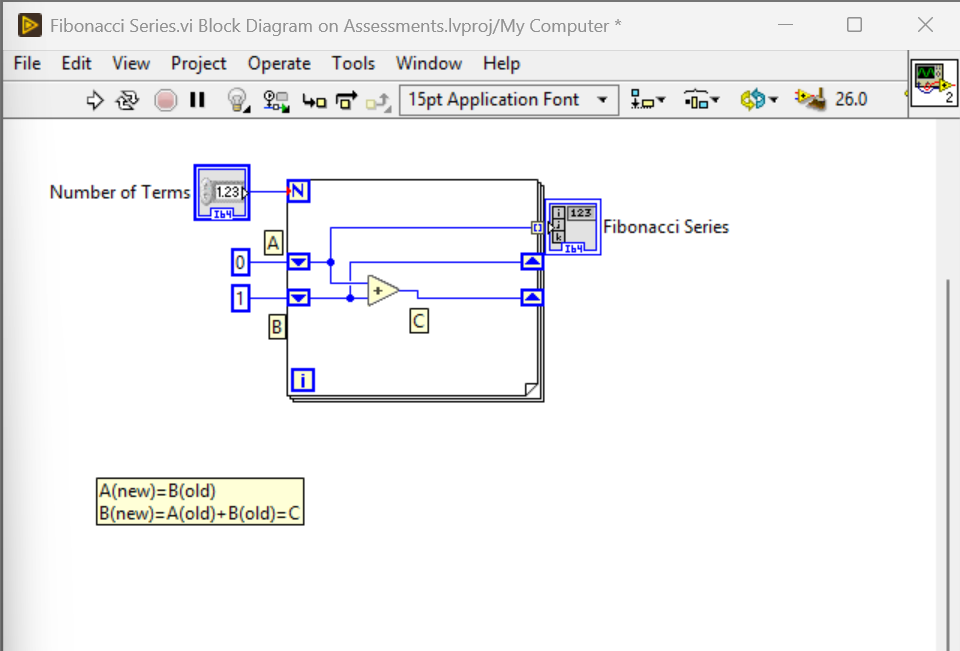 Fibonacci Series.vi Block Diagram on Assessments.lvproj/My Computer *
File Edit View Project Operate Tools Window Help
15pt Application Font 26.0
2
Number of Terms 1.23 N
I64
i 123
j
k
I64
Fibonacci Series
A
0
1
+
B
C
i
A(new)=B(old)
B(new)=A(old)+B(old)=C